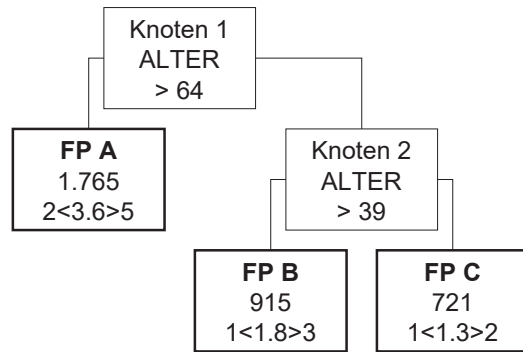 Knoten 1
ALTER
> 64
FP A
1.765
2<3.6>5
Knoten 2
ALTER
> 39
FP B
915
1<1.8>3
FP C
721
1<1.3>2